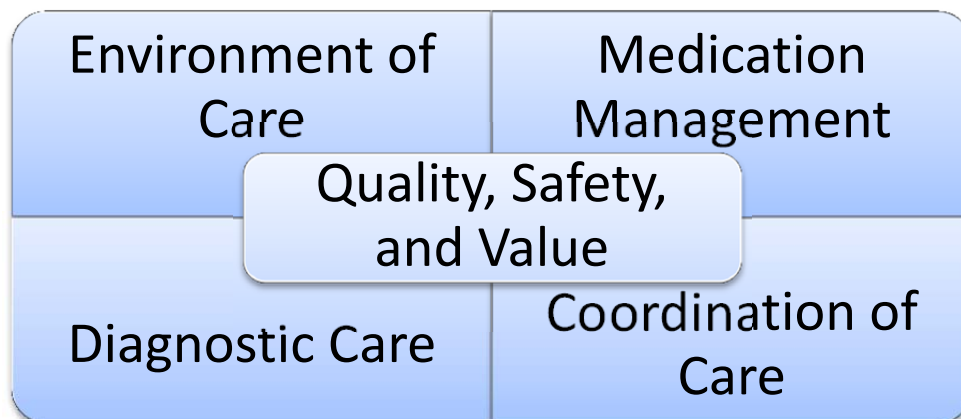 Environment of
Care
Medication
Management
Quality, Safety,
and Value
Diagnostic Care
Coordination of
Care